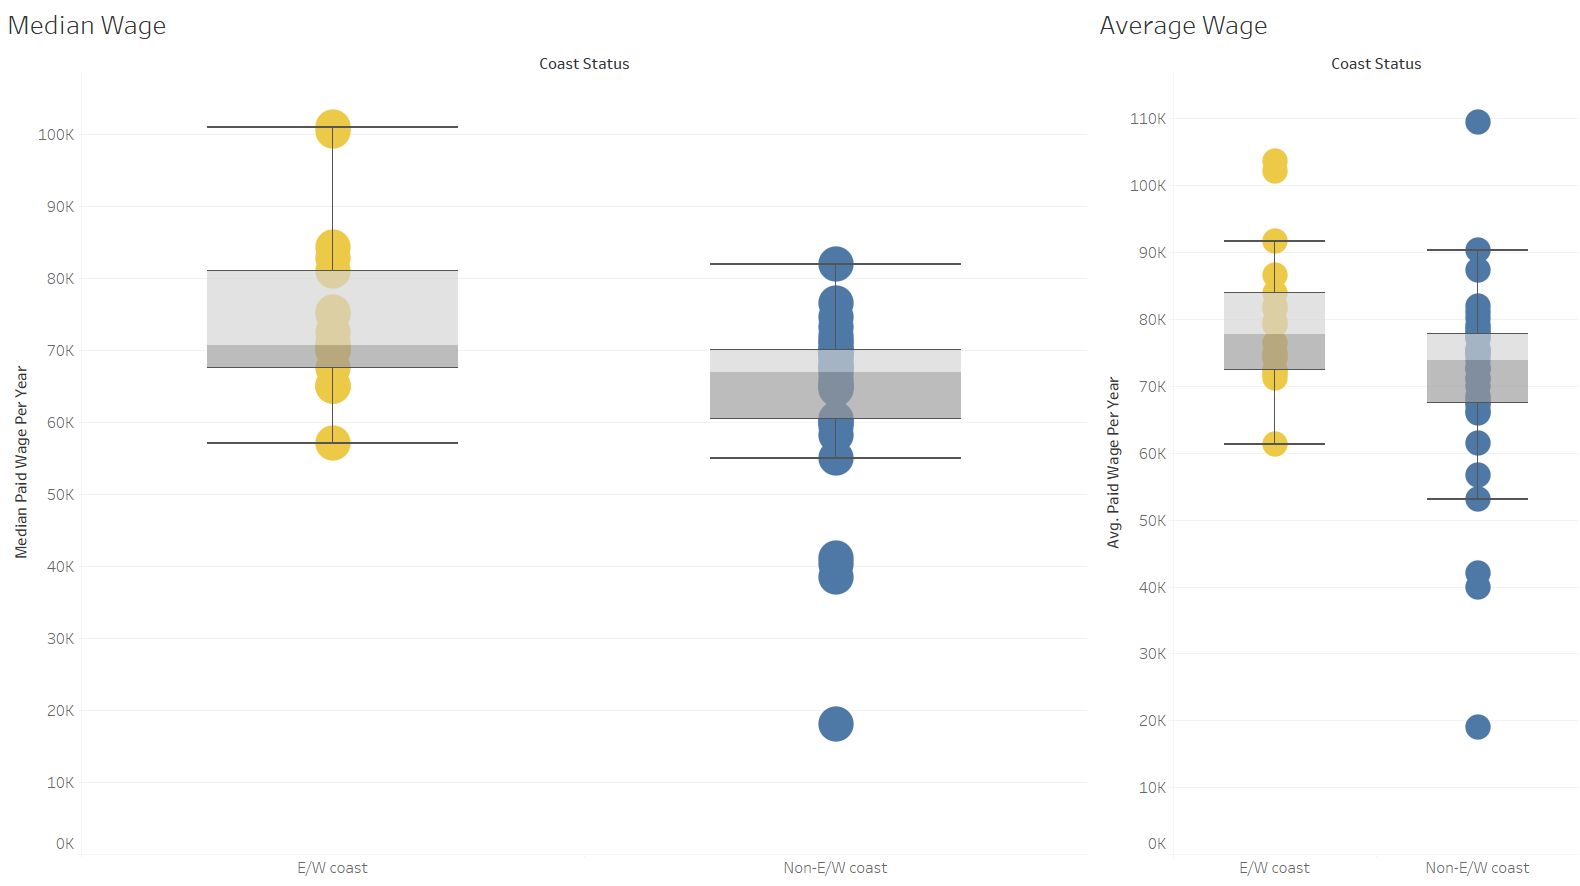 Median Wage
Coast Status
Median Paid Wage Per Year
100K
90K
80K
70K
60K
50K
40K
30K
20K
10K
0K
E/W coast
Non-E/W coast
Average Wage
Coast Status
Avg. Paid Wage Per Year
110K
100K
90K
80K
70K
60K
50K
40K
30K
20K
10K
0K
E/W coast
Non-E/W coast